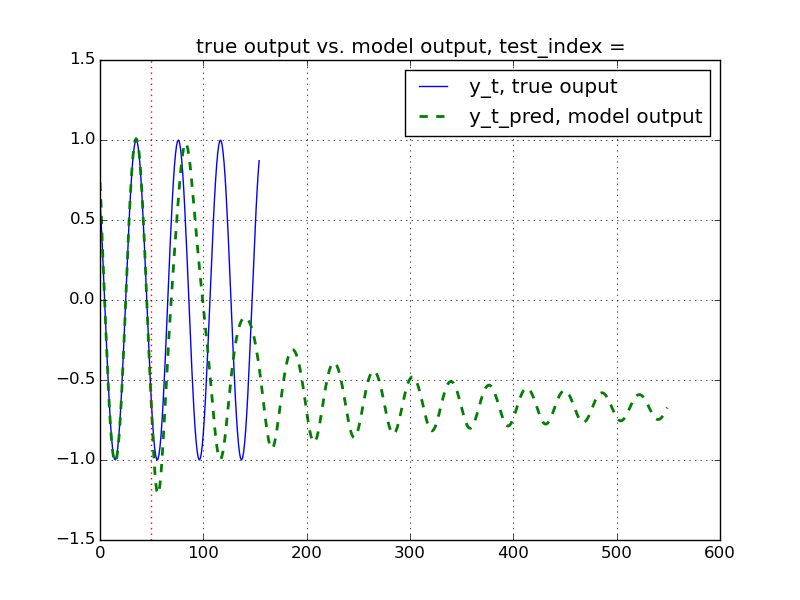 true output vs. model output, test_index =
y_t, true ouput
y_t_pred, model output
1.5
1.0
0.5
0.0
−0.5
−1.0
−1.5
0 100 200 300 400 500 600